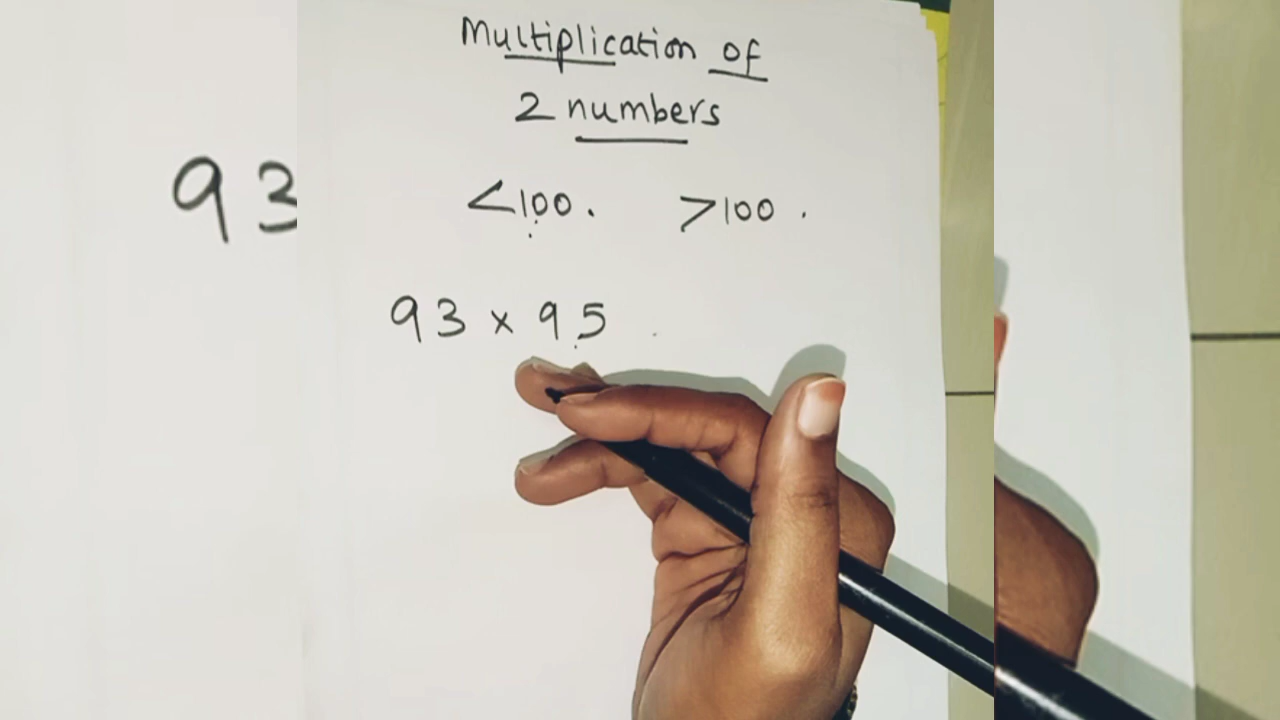 Multiplication of
2 numbers
<100. >100.
93 x 95
93